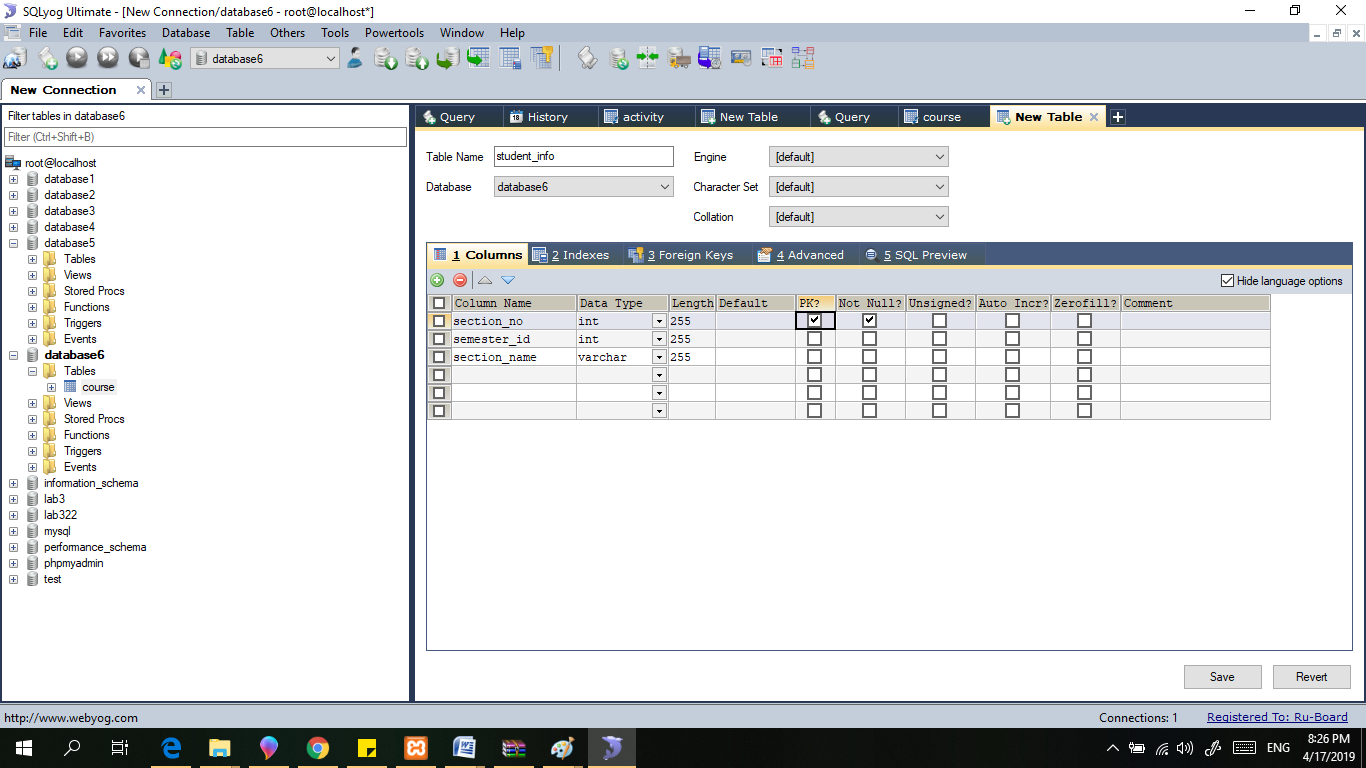 SQLyog Ultimate - [New Connection/database6 - root@localhost*]
File Edit Favorites Database Table Others Tools Powertools Window Help
database6
New Connection
Filter tables in database6
Filter (Ctrl+Shift+B)
root@localhost
database1
database2
database3
database4
database5
Tables
Views
Stored Procs
Functions
Triggers
Events
database6
Tables
course
Views
Stored Procs
Functions
Triggers
Events
information_schema
lab3
lab322
mysql
performance_schema
phpmyadmin
test
Query 18 History activity New Table Query course New Table
Table Name student_info Engine [default]
Database database6 Character Set [default]
Collation [default]
1 Columns 2 Indexes 3 Foreign Keys 4 Advanced 5 SQL Preview
Hide language options
Column Name Data Type Length Default PK? Not Null? Unsigned? Auto Incr? Zerofill? Comment
section_no int 255
semester_id int 255
section_name varchar 255
Save Revert
http://www.webyog.com Connections: 1 Registered To: Ru-Board
ENG 8:26 PM
4/17/2019